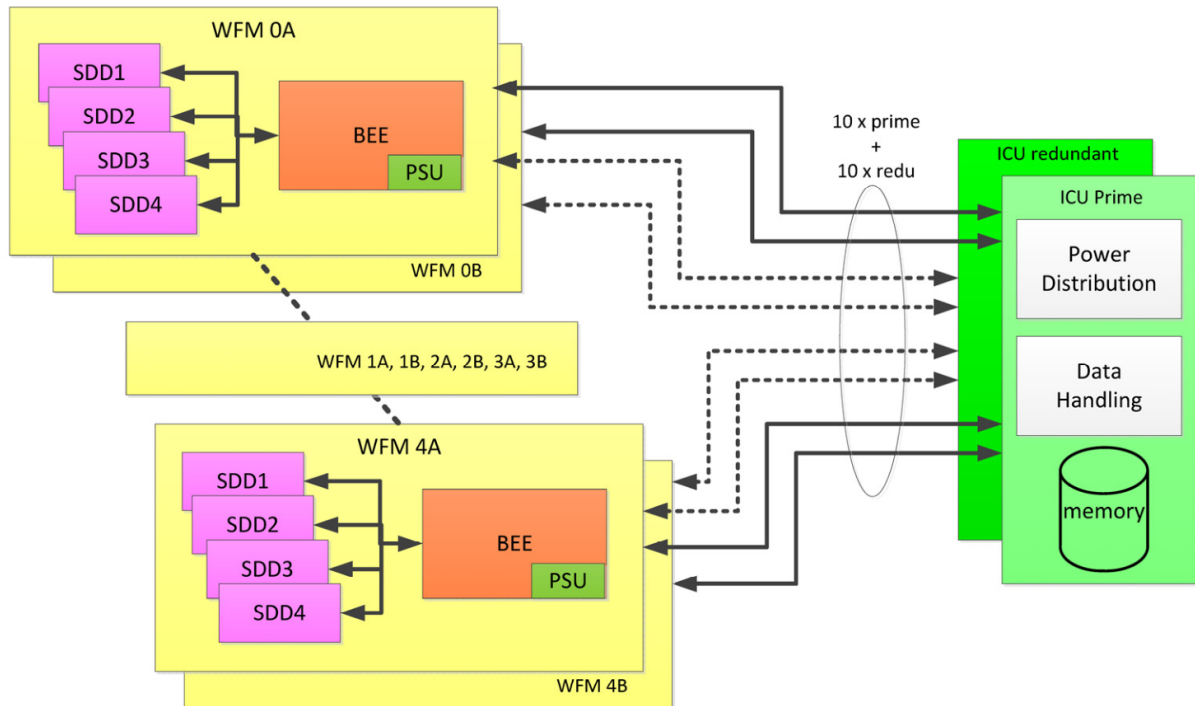 WFM 0A
SDD1
SDD2
SDD3
SDD4
BEE
PSU
WFM 0B
WFM 1A, 1B, 2A, 2B, 3A, 3B
WFM 4A
SDD1
SDD2
SDD3
SDD4
BEE
PSU
WFM 4B
10 x prime
+
10 x redu
ICU redundant
ICU Prime
Power
Distribution
Data
Handling
memory